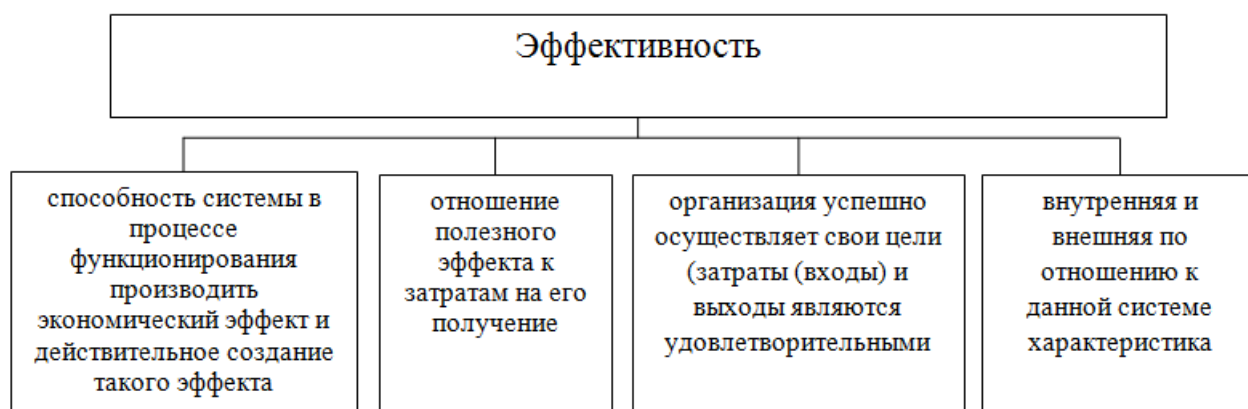 Эффективность
способность системы в
процессе
функционирования
производить
экономический эффект и
действительное создание
такого эффекта
отношение
полезного
эффекта к
затратам на его
получение
организация успешно
осуществляет свои цели
(затраты (входы) и
выходы являются
удовлетворительными
внутренняя и
внешняя по
отношению к
данной системе
характеристика